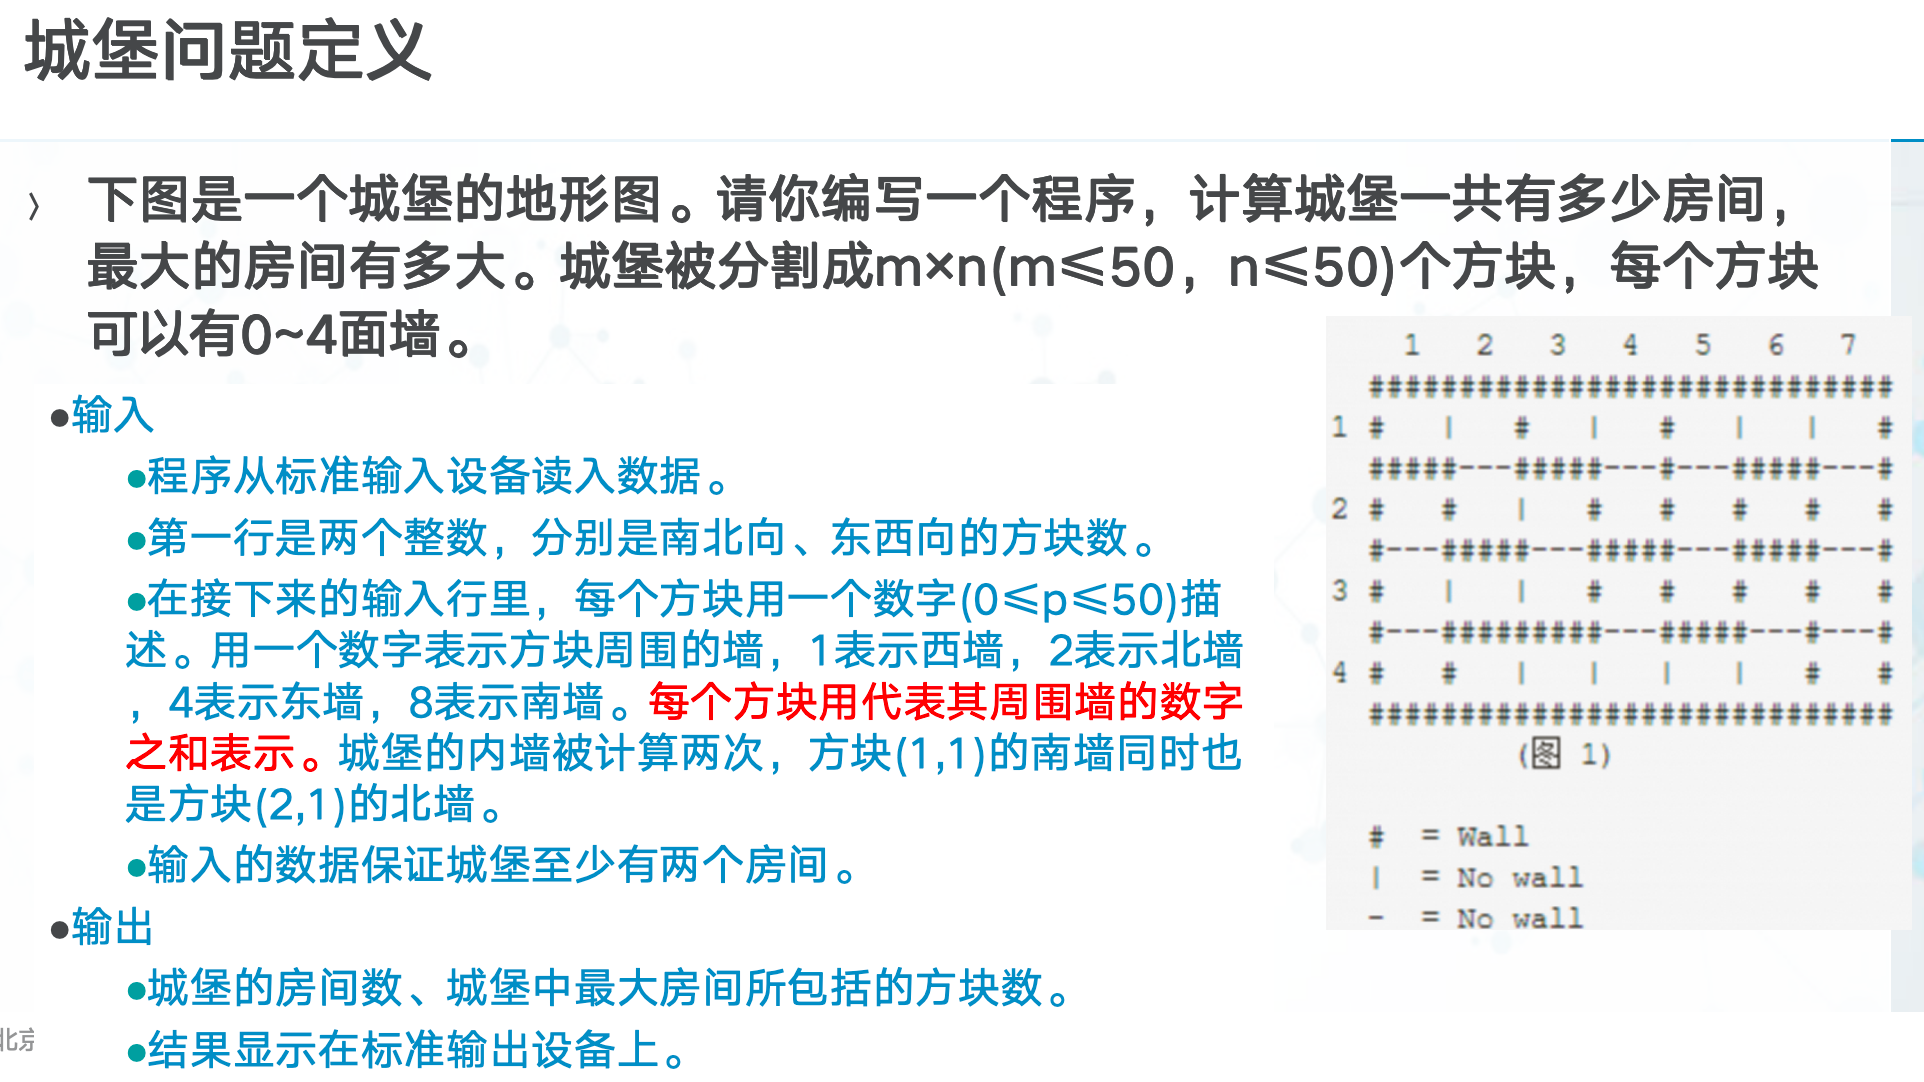 城堡问题定义
〉 下图是一个城堡的地形图。请你编写一个程序，计算城堡一共有多少房间，
最大的房间有多大。城堡被分割成m×n(m≤50，n≤50)个方块，每个方块
可以有0~4面墙。
●输入
●程序从标准输入设备读入数据。
●第一行是两个整数，分别是南北向、东西向的方块数。
●在接下来的输入行里，每个方块用一个数字(0≤p≤50)描
述。用一个数字表示方块周围的墙，1表示西墙，2表示北墙
，4表示东墙，8表示南墙。每个方块用代表其周围墙的数字
之和表示。城堡的内墙被计算两次，方块(1,1)的南墙同时也
是方块(2,1)的北墙。
●输入的数据保证城堡至少有两个房间。
●输出
●城堡的房间数、城堡中最大房间所包括的方块数。
●结果显示在标准输出设备上。
    1   2   3   4   5   6   7
  #############################
1 #   |   #   |   #   |   |   #
  #####---#####---#---#####---#
2 #   #   |   #   #   #   #   #
  #---#####---#####---#####---#
3 #   |   |   #   #   #   #   #
  #---#########---#####---#---#
4 #   #   |   |   |   |   #   #
  #############################
(图 1)
# = Wall
| = No wall
- = No wall
北京